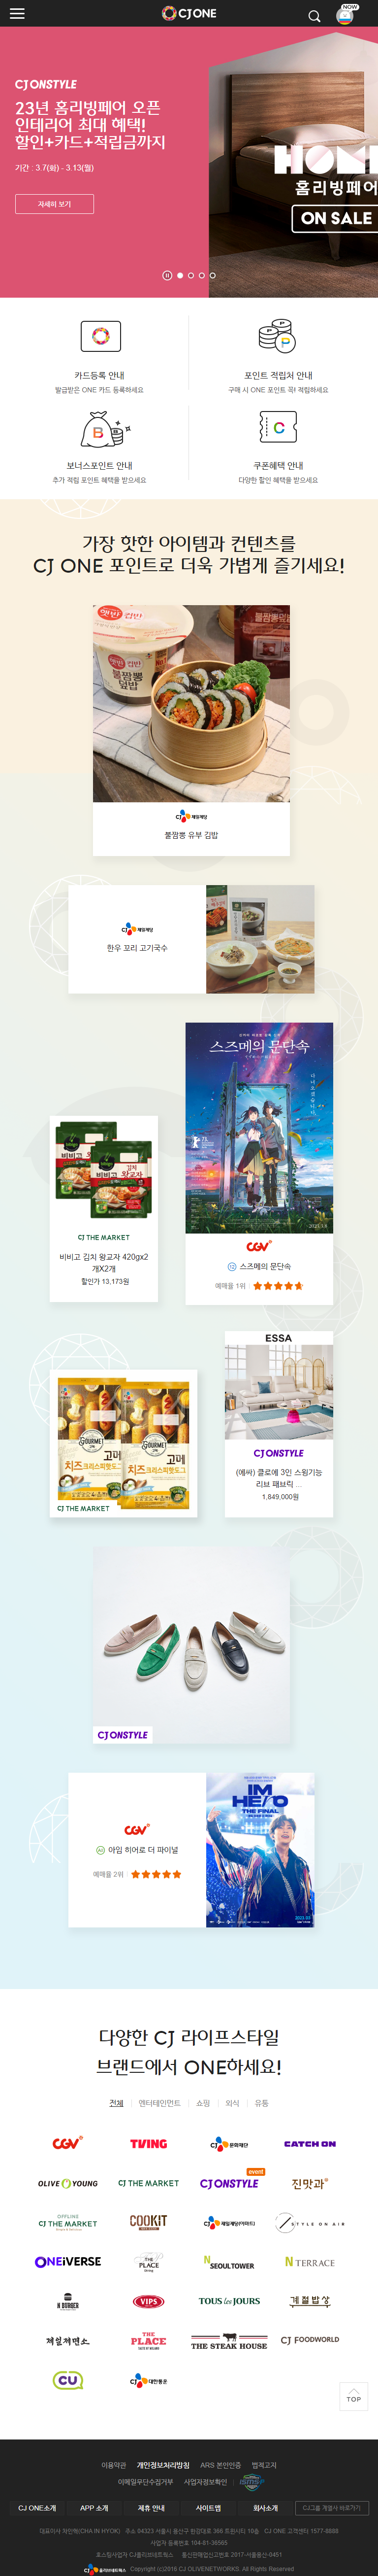 CJ ONE
NOW
CJ ONSTYLE
23년 홈리빙페어 오픈
인테리어 최대 혜택!
할인+카드+적립금까지
기간 : 3.7(화) - 3.13(월)
자세히 보기
HOM
홈리빙페어
ON SALE
카드등록 안내
발급받은 ONE 카드 등록하세요
포인트 적립처 안내
구매 시 ONE 포인트 꼭! 적립하세요
보너스포인트 안내
추가 적립 포인트 혜택을 받으세요
쿠폰혜택 안내
다양한 할인 혜택을 받으세요
가장 핫한 아이템과 컨텐츠를
CJ ONE 포인트로 더욱 가볍게 즐기세요!
CJ 제일제당
불짬뽕 유부 김밥
CJ 제일제당
한우 꼬리 고기국수
스즈메의 문단속
CGV
12 스즈메의 문단속
예매율 1위
비비고
CJ THE MARKET
비비고 김치 왕교자 420gx2
개X2개
할인가 13,173원
ESSA
CJ ONSTYLE
(에싸) 클로에 3인 스윙기능
리브 패브릭 ...
1,849,000원
GOURMET
고메
치즈크리스피핫도그
CJ THE MARKET
CJ ONSTYLE
CGV
All 아임 히어로 더 파이널
예매율 2위
IM HERO
THE FINAL
다양한 CJ 라이프스타일
브랜드에서 ONE하세요!
전체 엔터테인먼트 쇼핑 외식 유통
CGV TVING CJ 문화재단 CATCH ON
event
OLIVE YOUNG CJ THE MARKET CJ ONSTYLE 진맛과
OFFLINE
CJ THE MARKET COOKIT CJ 제일제당(이마트) STYLE ON AIR
ONEiVERSE THE PLACE Dining N SEOULTOWER N TERRACE
N BURGER VIPS TOUS les JOURS 계절밥상
제일제면소 THE PLACE THE STEAK HOUSE CJ FOODWORLD
CU CJ 대한통운
TOP
이용약관 개인정보처리방침 ARS 본인인증 법적고지
이메일무단수집거부 사업자정보확인 ISMS
CJ ONE소개 APP 소개 제휴 안내 사이트맵 회사소개 CJ그룹 계열사 바로가기
대표이사 차인혁(CHA IN HYOK) 주소 04323 서울시 용산구 한강대로 366 트윈시티 10층 CJ ONE 고객센터 1577-8888
사업자 등록번호 104-81-36565
호스팅사업자 CJ올리브네트웍스 통신판매업신고번호 2017-서울용산-0451
CJ 올리브네트웍스 Copyright (c)2016 CJ OLIVENETWORKS. All Rights Reserved